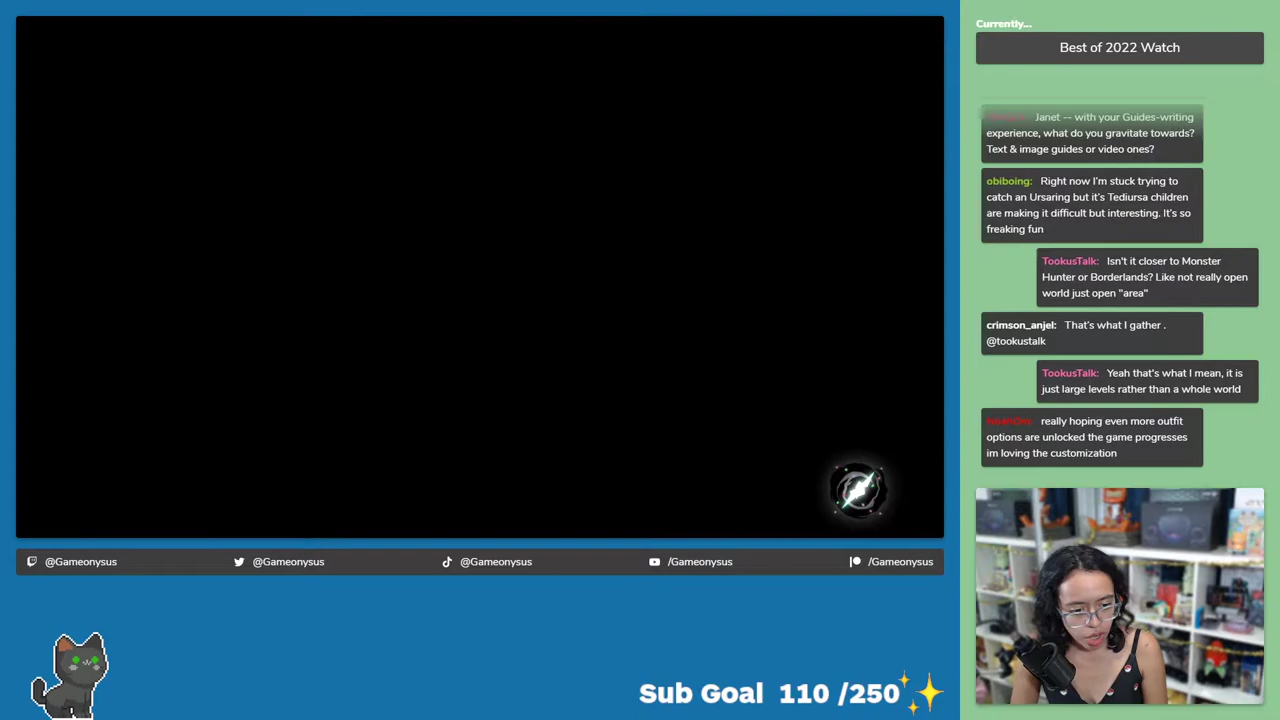 Currently...
Best of 2022 Watch
Janet -- with your Guides-writing
experience, what do you gravitate towards?
Text & image guides or video ones?
obiboing: Right now I'm stuck trying to
catch an Ursaring but it's Tediursa children
are making it difficult but interesting. It's so
freaking fun
TookusTalk: Isn't it closer to Monster
Hunter or Borderlands? Like not really open
world just open "area"
crimson_anjel: That's what I gather .
@tookustalk
TookusTalk: Yeah that's what I mean, it is
just large levels rather than a whole world
really hoping even more outfit
options are unlocked the game progresses
im loving the customization
@Gameonysus
@Gameonysus
@Gameonysus
/Gameonysus
/Gameonysus
Sub Goal 110 /250